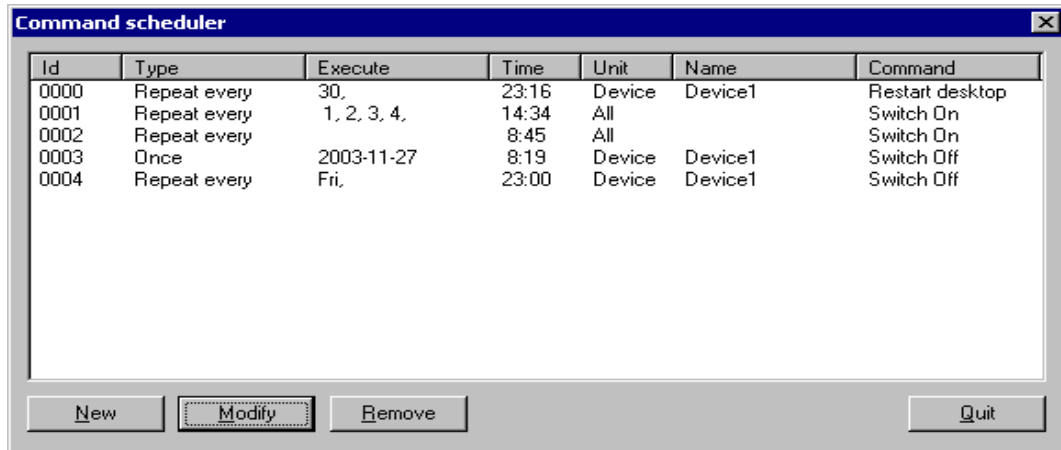 Command scheduler
Id Type Execute Time Unit Name Command
0000 Repeat every 30, 23:16 Device Device1 Restart desktop
0001 Repeat every 1, 2, 3, 4, 14:34 All Switch On
0002 Repeat every 8:45 All Switch On
0003 Once 2003-11-27 8:19 Device Device1 Switch Off
0004 Repeat every Fri, 23:00 Device Device1 Switch Off
New Modify Remove Quit